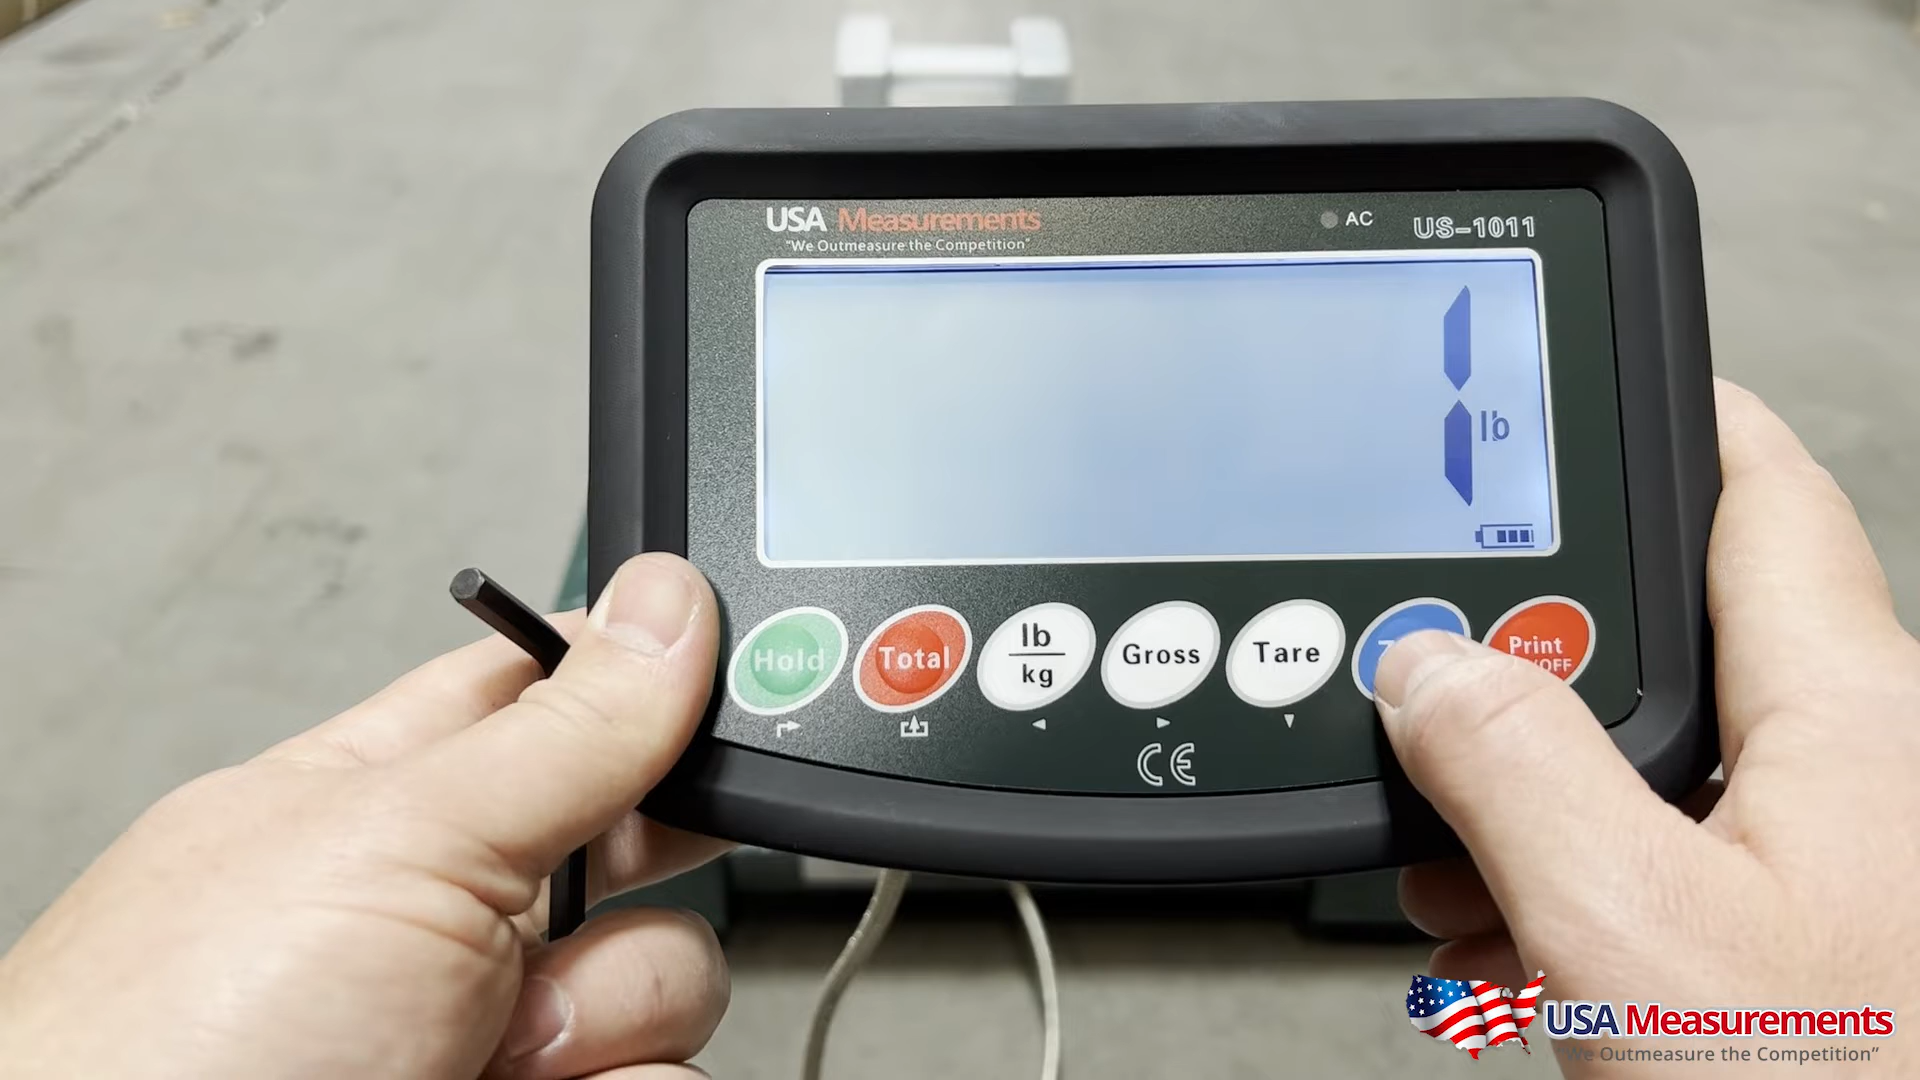 USA Measurements
"We Outmeasure the Competition"
AC
US-1011
1
lb
Hold
Total
lb
kg
Gross
Tare
Print
CE
USA Measurements
"We Outmeasure the Competition"